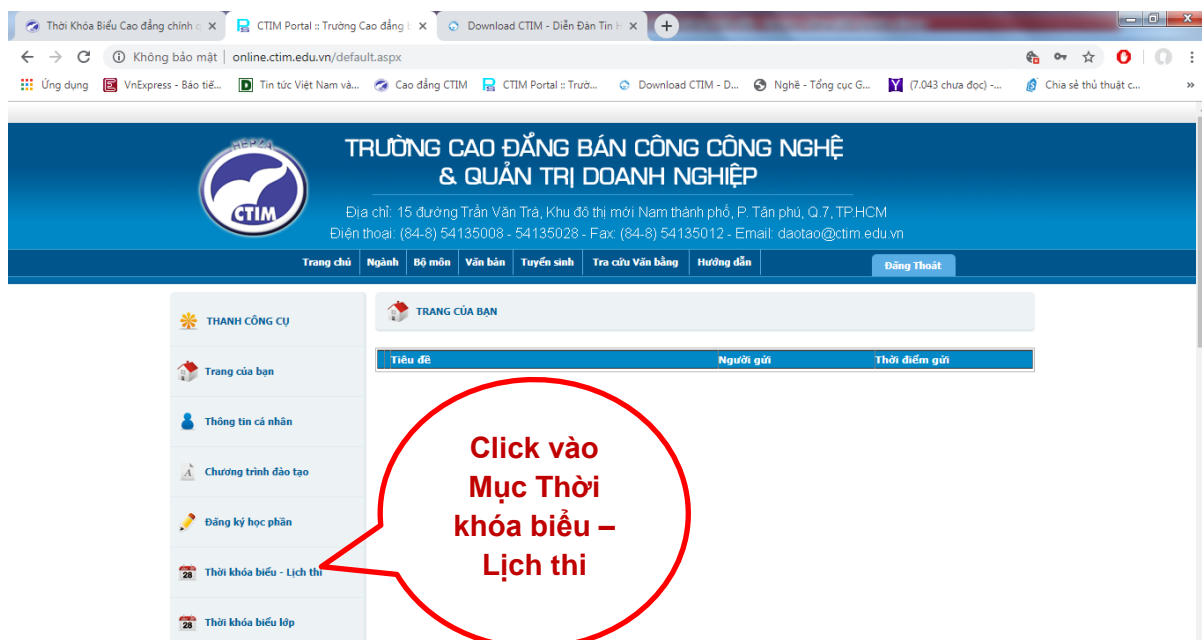 Thời Khóa Biểu Cao đẳng chính q
CTIM Portal :: Trường Cao đẳng b
Download CTIM - Diễn Đàn Tin H
Không bảo mật | online.ctim.edu.vn/default.aspx
Ứng dụng
VnExpress - Báo tiế...
Tin tức Việt Nam và...
Cao đẳng CTIM
CTIM Portal :: Trườ...
Download CTIM - D...
Nghề - Tổng cục G...
(7.043 chưa đọc) -...
Chia sẻ thủ thuật c...
»
HEPZA
CTIM
TRƯỜNG CAO ĐẲNG BÁN CÔNG CÔNG NGHỆ
& QUẢN TRỊ DOANH NGHIỆP
Địa chỉ: 15 đường Trần Văn Trà, Khu đô thị mới Nam thành phố, P. Tân phú, Q.7, TP.HCM
Điện thoại: (84-8) 54135008 - 54135028 - Fax: (84-8) 54135012 - Email: daotao@ctim.edu.vn
Trang chủ
Ngành
Bộ môn
Văn bản
Tuyển sinh
Tra cứu Văn bằng
Hướng dẫn
Đăng Thoát
THANH CÔNG CỤ
Trang của bạn
Thông tin cá nhân
Chương trình đào tạo
Đăng ký học phần
28 Thời khóa biểu - Lịch thi
28 Thời khóa biểu lớp
TRANG CỦA BẠN
Tiêu đề
Người gửi
Thời điểm gửi
Click vào
Mục Thời
khóa biểu –
Lịch thi